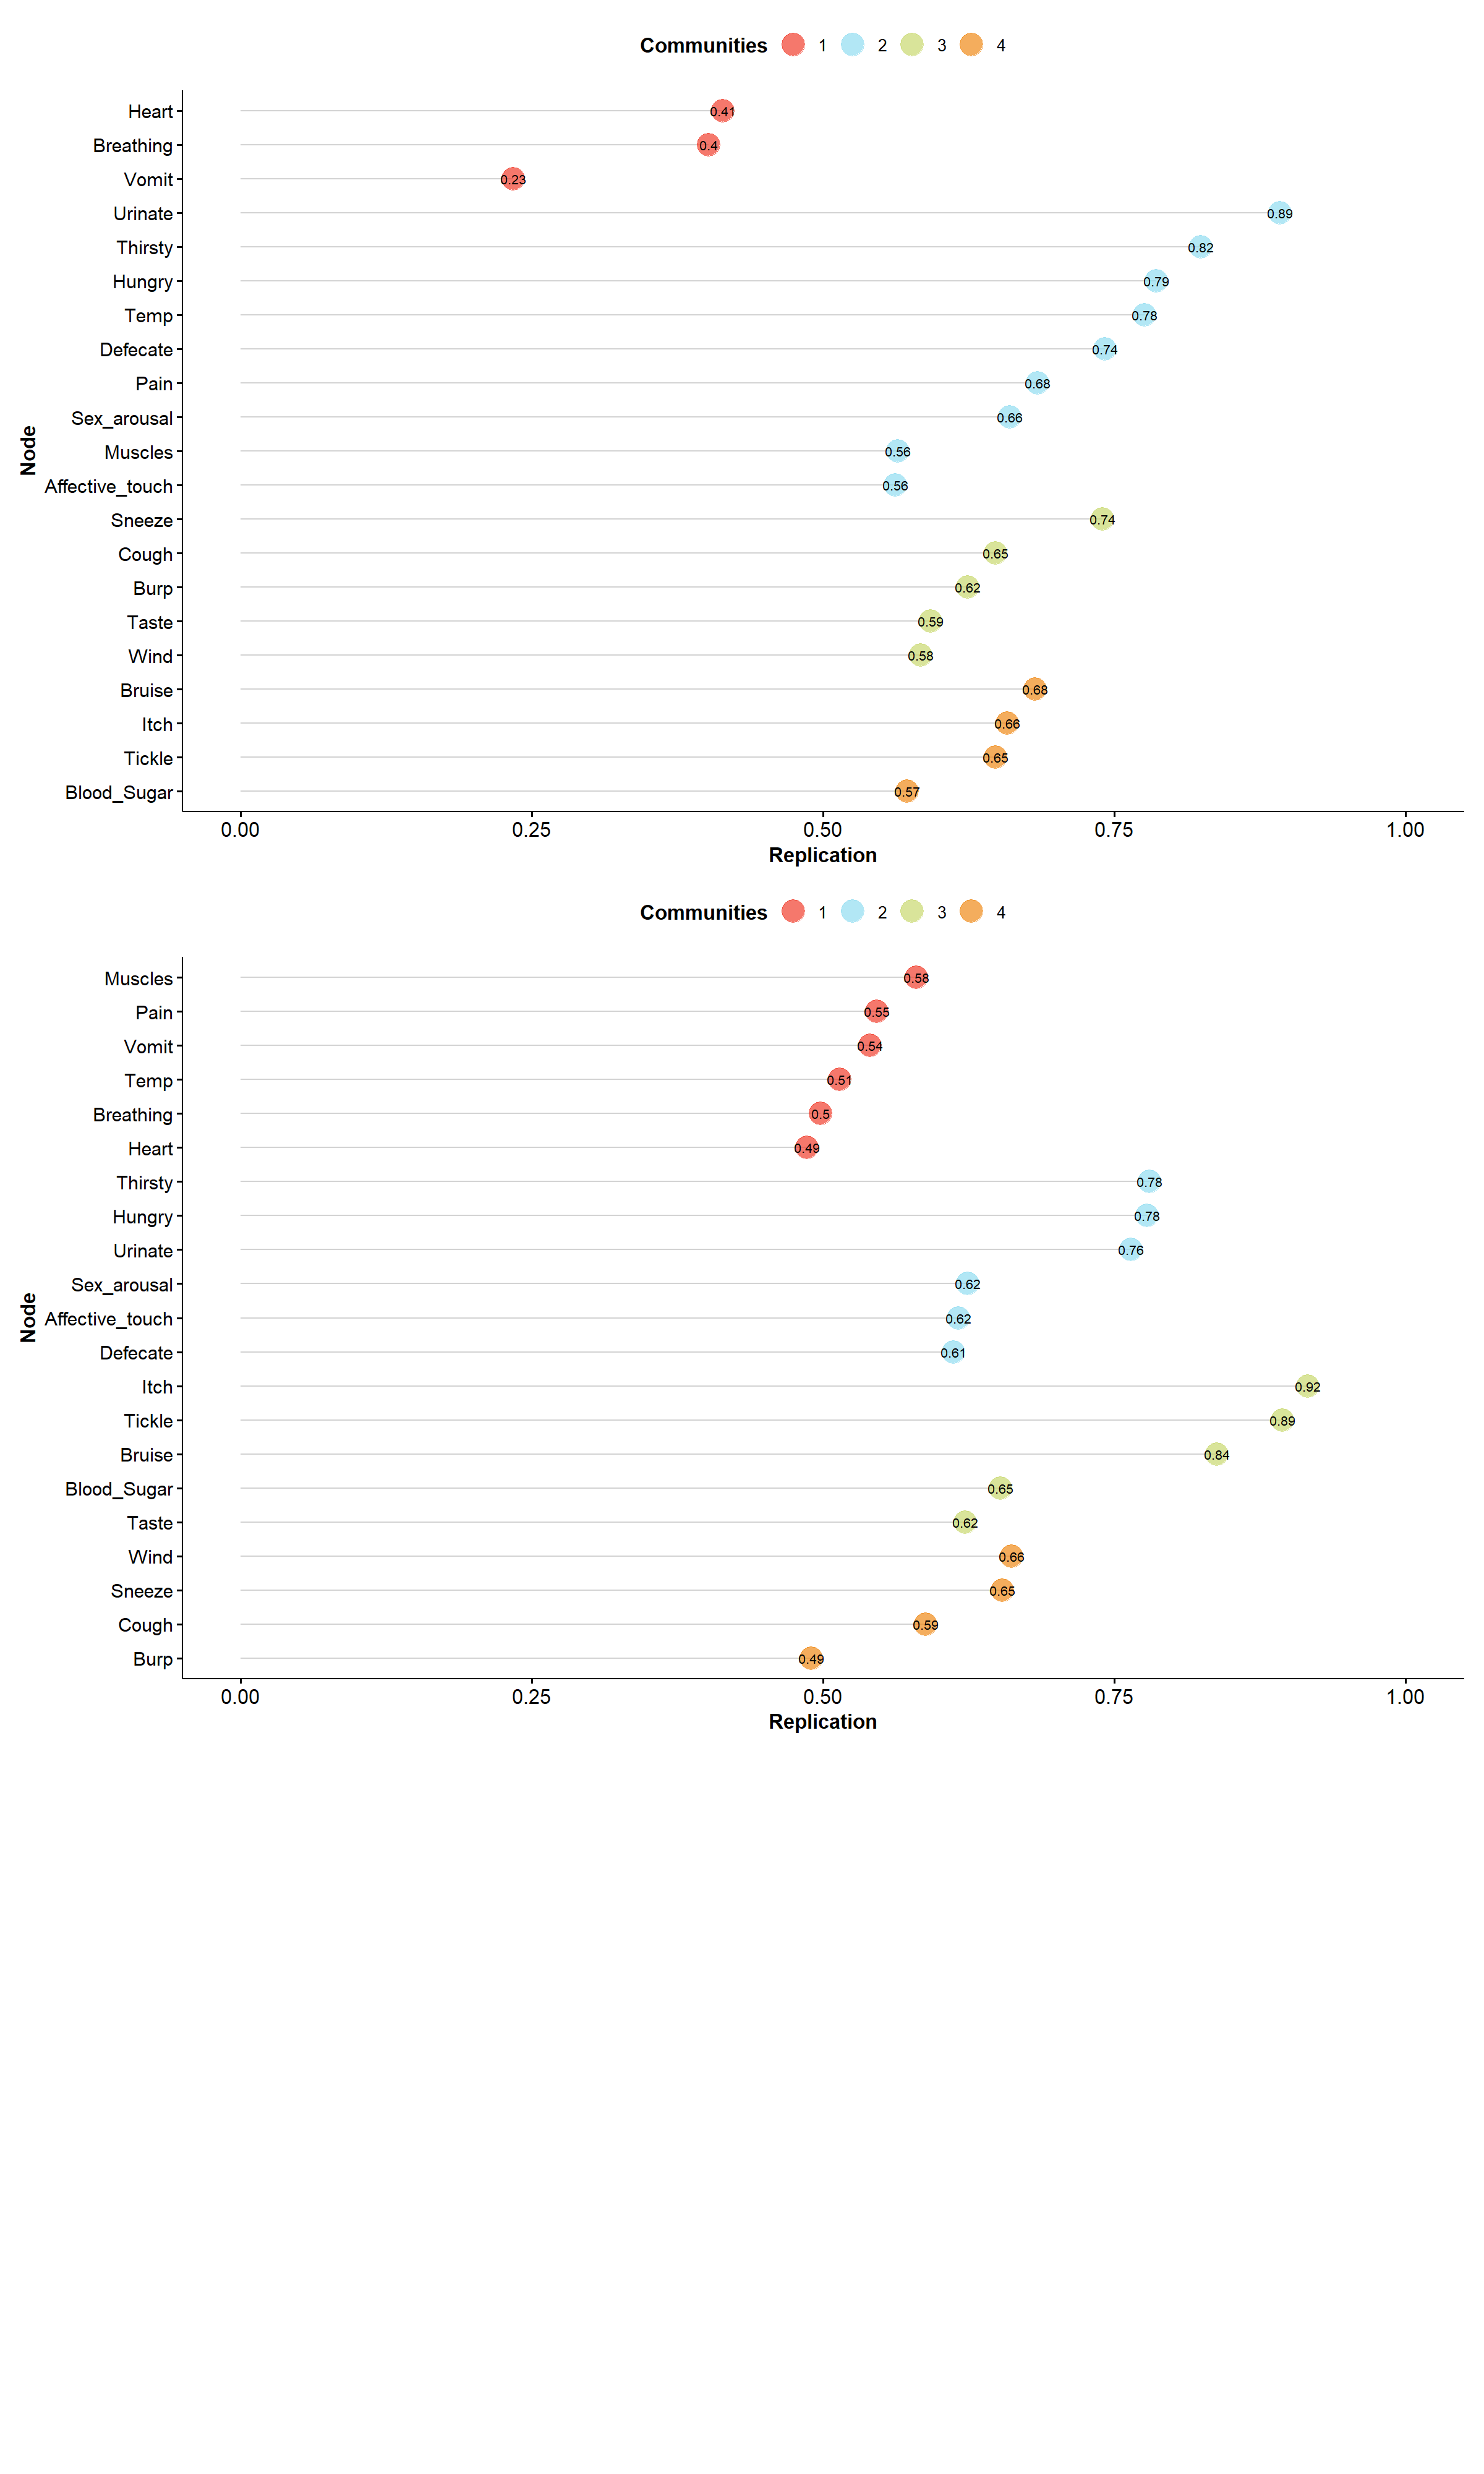 Communities 1 2 3 4
Heart 0.41
Breathing 0.4
Vomit 0.23
Urinate 0.89
Thirsty 0.82
Hungry 0.79
Temp 0.78
Defecate 0.74
Pain 0.68
Sex_arousal 0.66
Muscles 0.56
Affective_touch 0.56
Sneeze 0.74
Cough 0.65
Burp 0.62
Taste 0.59
Wind 0.58
Bruise 0.68
Itch 0.66
Tickle 0.65
Blood_Sugar 0.57
Node
0.00 0.25 0.50 0.75 1.00
Replication
Communities 1 2 3 4
Muscles 0.58
Pain 0.55
Vomit 0.54
Temp 0.51
Breathing 0.5
Heart 0.49
Thirsty 0.78
Hungry 0.78
Urinate 0.76
Sex_arousal 0.62
Affective_touch 0.62
Defecate 0.61
Itch 0.92
Tickle 0.89
Bruise 0.84
Blood_Sugar 0.65
Taste 0.62
Wind 0.66
Sneeze 0.65
Cough 0.59
Burp 0.49
Node
0.00 0.25 0.50 0.75 1.00
Replication